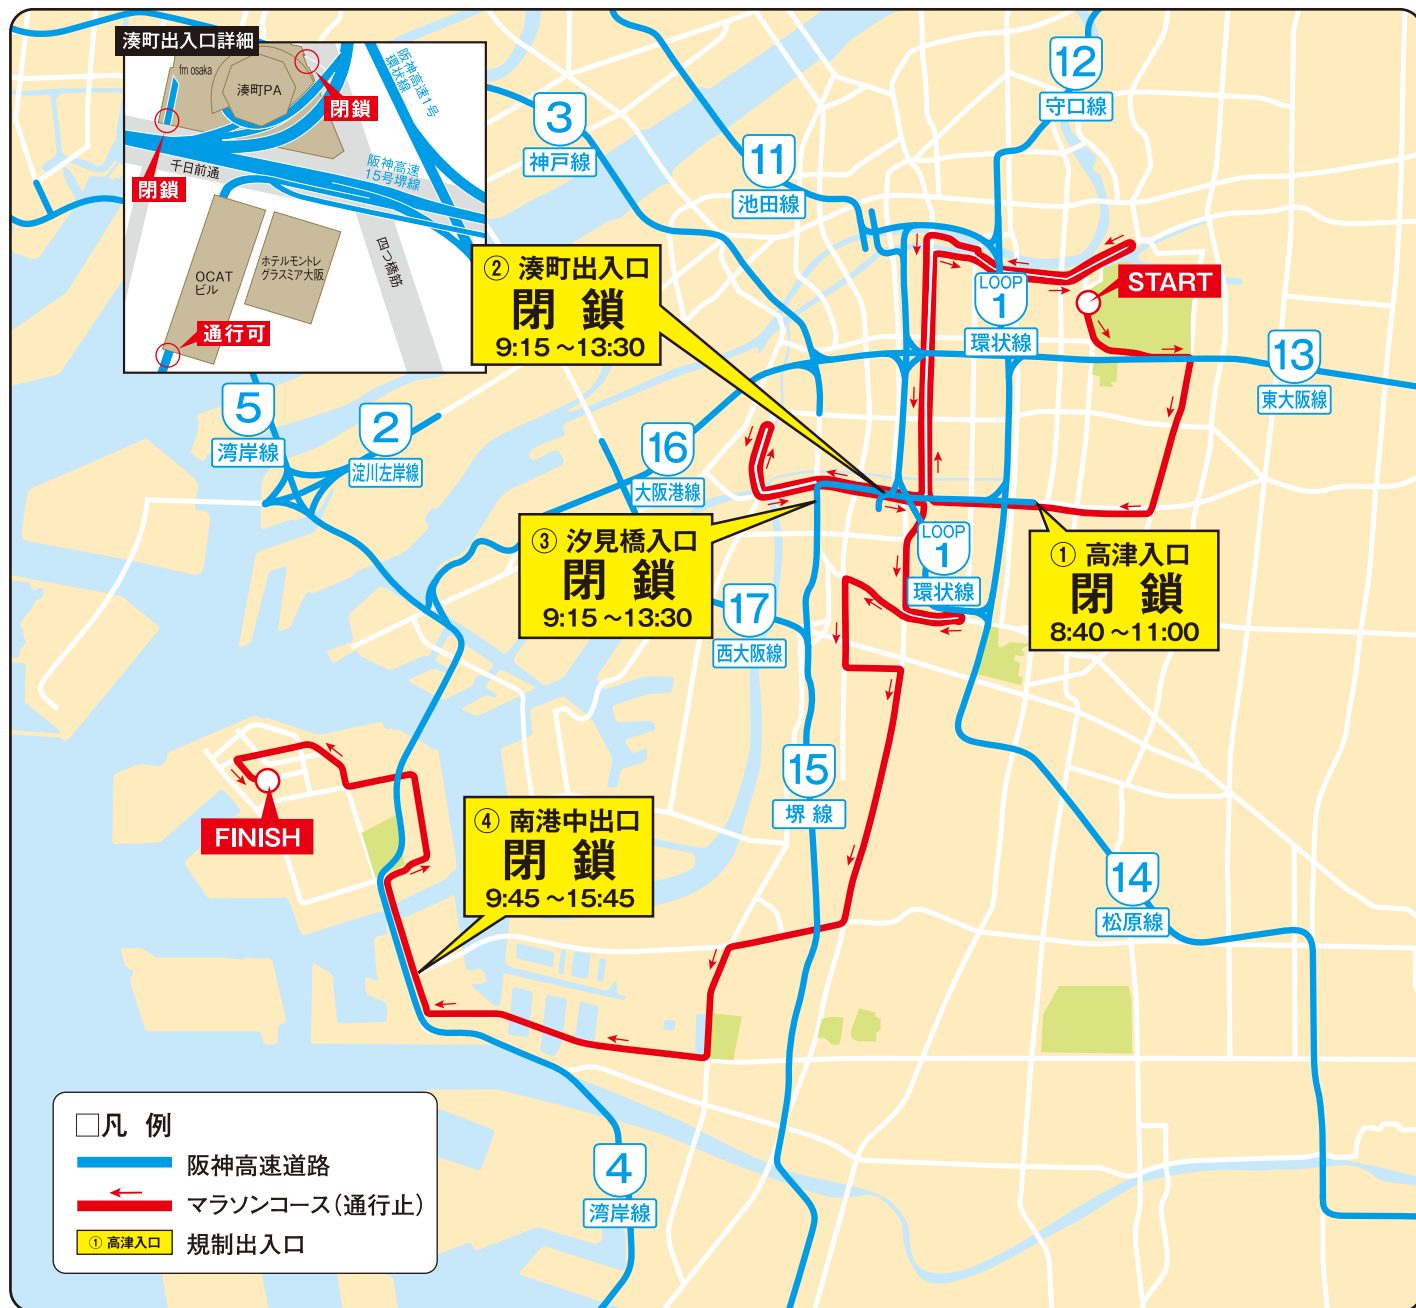 湊町出入口詳細
fm osaka
湊町PA
閉鎖
阪神高速1号
環状線
閉鎖
千日前通
阪神高速
15号堺線
四つ橋筋
OCAT
ビル
ホテルモントレ
グラスミア大阪
通行可
3
神戸線
11
池田線
12
守口線
② 湊町出入口
閉鎖
9:15~13:30
LOOP
1
環状線
START
13
東大阪線
5
湾岸線
2
淀川左岸線
16
大阪港線
③ 汐見橋入口
閉鎖
9:15~13:30
LOOP
1
環状線
① 高津入口
閉鎖
8:40~11:00
17
西大阪線
15
堺線
FINISH
④ 南港中出口
閉鎖
9:45~15:45
14
松原線
4
湾岸線
□凡 例
阪神高速道路
マラソンコース(通行止)
① 高津入口 規制出入口